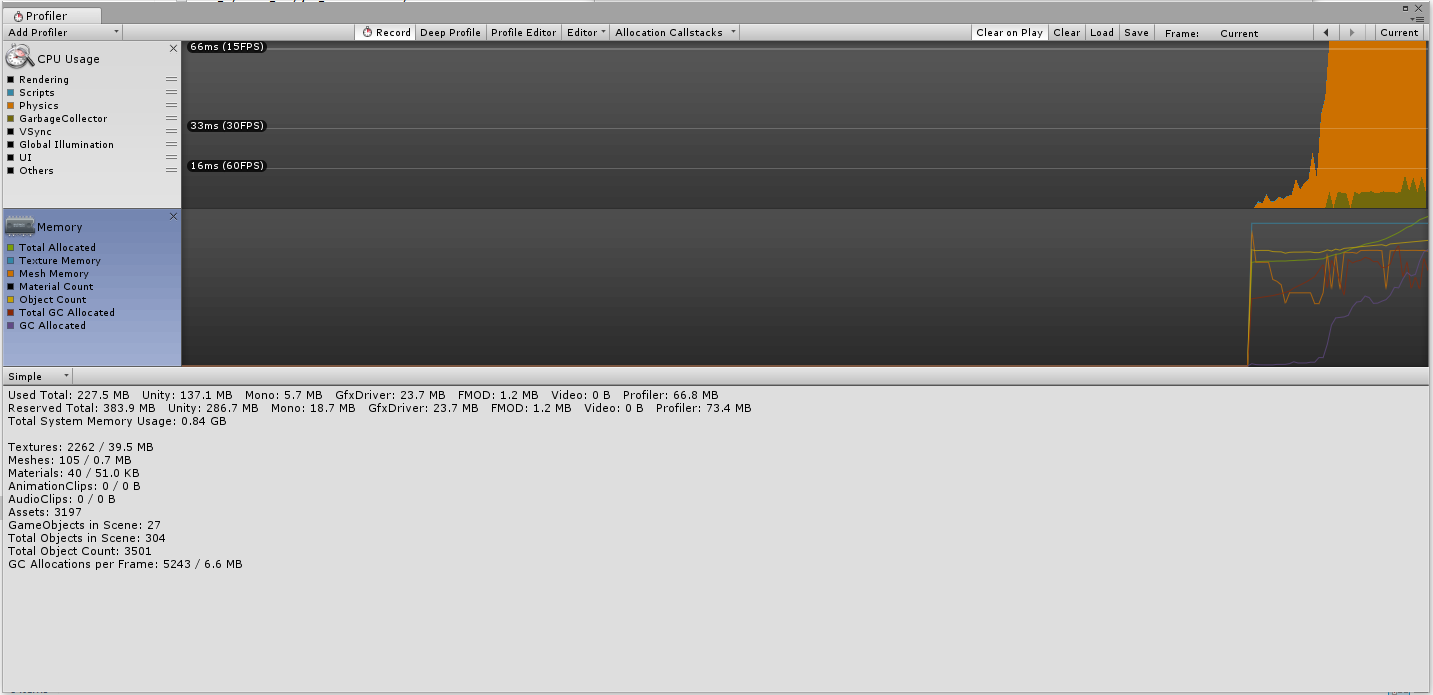 Profiler
Add Profiler Record Deep Profile Profile Editor Editor Allocation Callstacks Clear on Play Clear Load Save Frame: Current Current
CPU Usage
Rendering
Scripts
Physics
GarbageCollector
VSync
Global Illumination
UI
Others
66ms (15FPS)
33ms (30FPS)
16ms (60FPS)
Memory
Total Allocated
Texture Memory
Mesh Memory
Material Count
Object Count
Total GC Allocated
GC Allocated
Simple
Used Total: 227.5 MB Unity: 137.1 MB Mono: 5.7 MB GfxDriver: 23.7 MB FMOD: 1.2 MB Video: 0 B Profiler: 66.8 MB
Reserved Total: 383.9 MB Unity: 286.7 MB Mono: 18.7 MB GfxDriver: 23.7 MB FMOD: 1.2 MB Video: 0 B Profiler: 73.4 MB
Total System Memory Usage: 0.84 GB
Textures: 2262 / 39.5 MB
Meshes: 105 / 0.7 MB
Materials: 40 / 51.0 KB
AnimationClips: 0 / 0 B
AudioClips: 0 / 0 B
Assets: 3197
GameObjects in Scene: 27
Total Objects in Scene: 304
Total Object Count: 3501
GC Allocations per Frame: 5243 / 6.6 MB